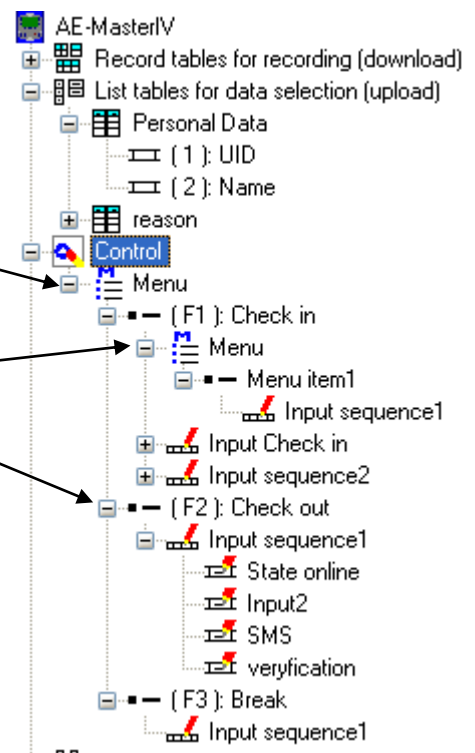 AE-MasterIV
Record tables for recording (download)
List tables for data selection (upload)
Personal Data
( 1 ): UID
( 2 ): Name
reason
Control
Menu
( F1 ): Check in
Menu
Menu item1
Input sequence1
Input Check in
Input sequence2
( F2 ): Check out
Input sequence1
State online
Input2
SMS
veryfication
( F3 ): Break
Input sequence1